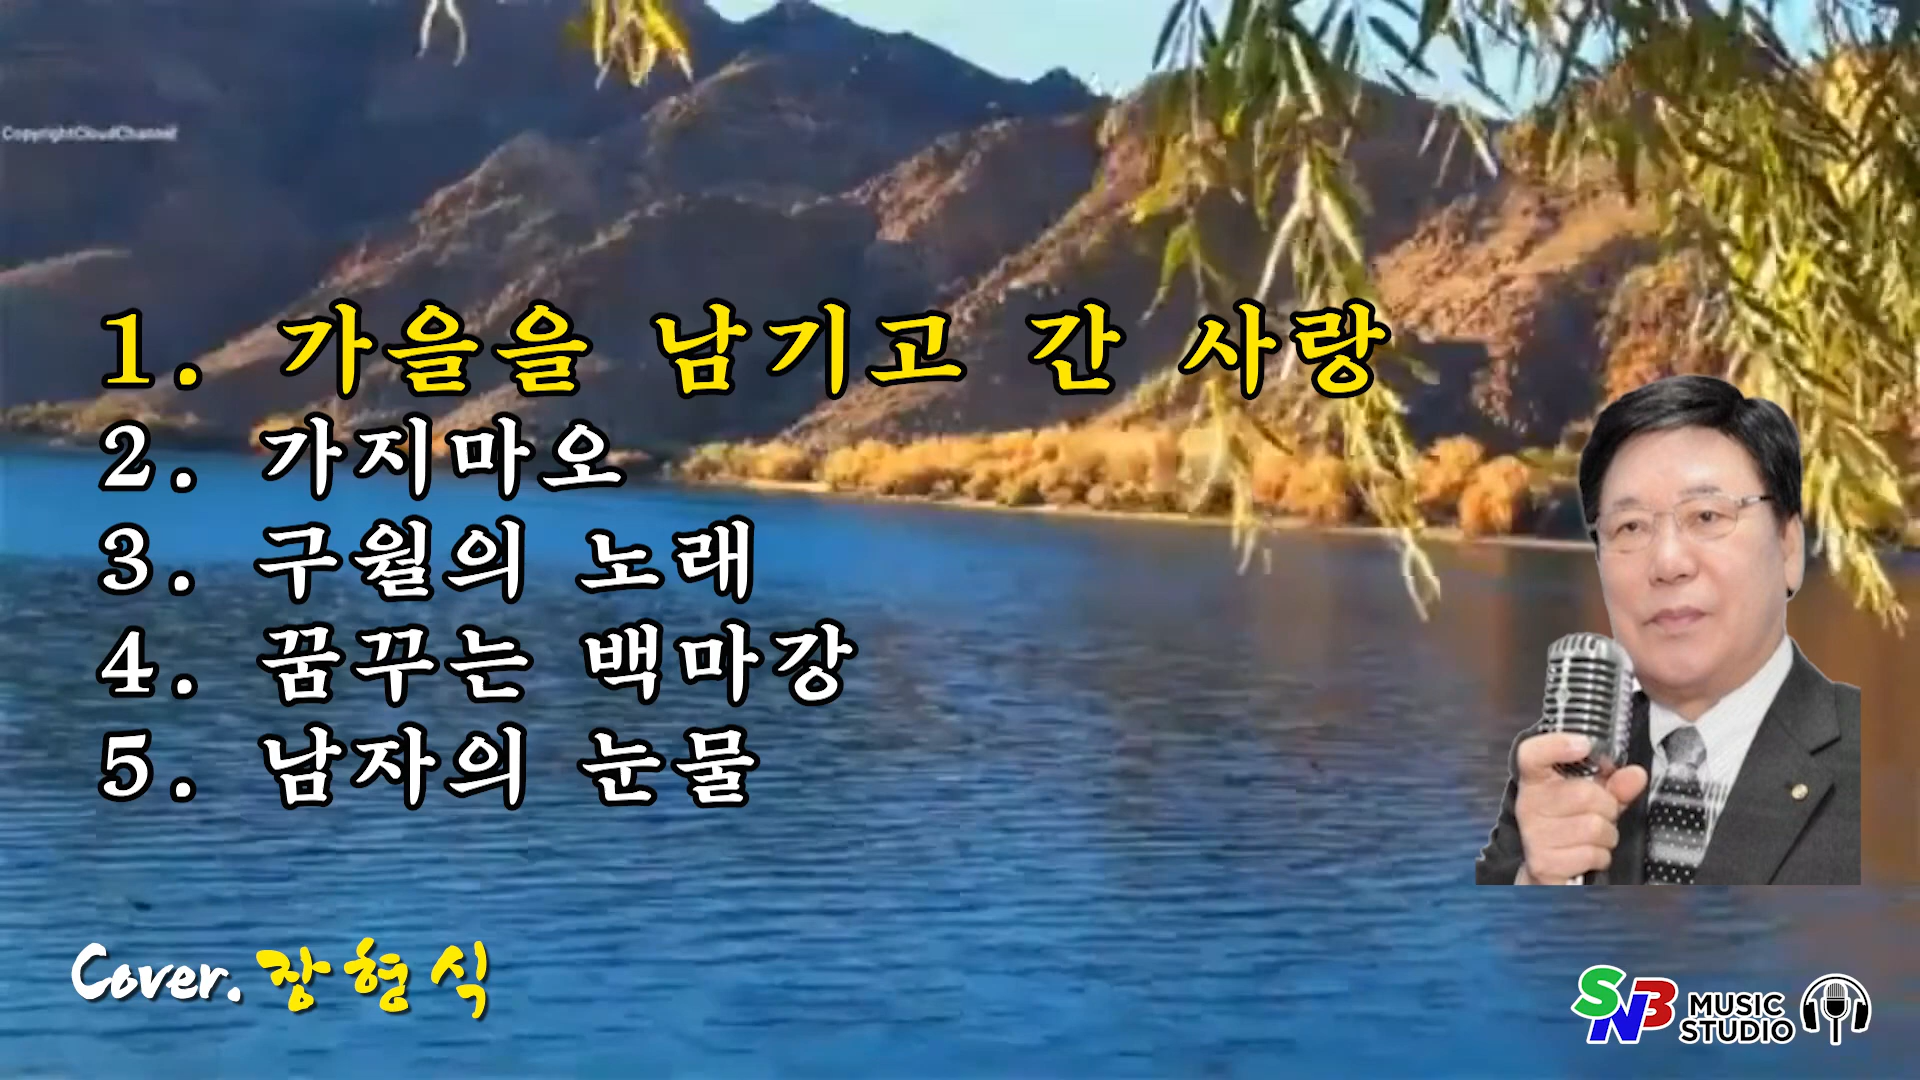 CopyrightCloudChannel
1. 가을을 남기고 간 사랑
2. 가지마오
3. 구월의 노래
4. 꿈꾸는 백마강
5. 남자의 눈물
Cover. 장현식
SNB MUSIC STUDIO